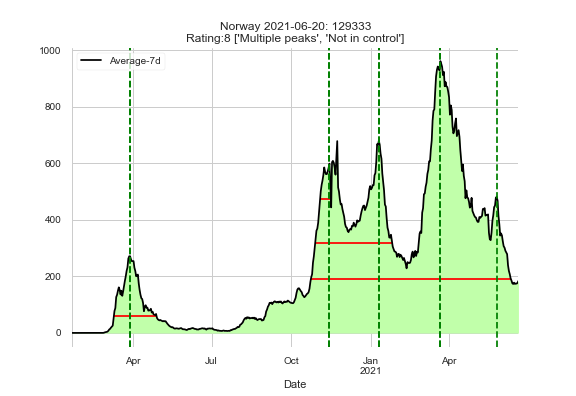 Norway 2021-06-20: 129333
Rating:8 ['Multiple peaks', 'Not in control']
Average-7d
1000
800
600
400
200
0
Apr Jul Oct Jan Apr
2021
Date